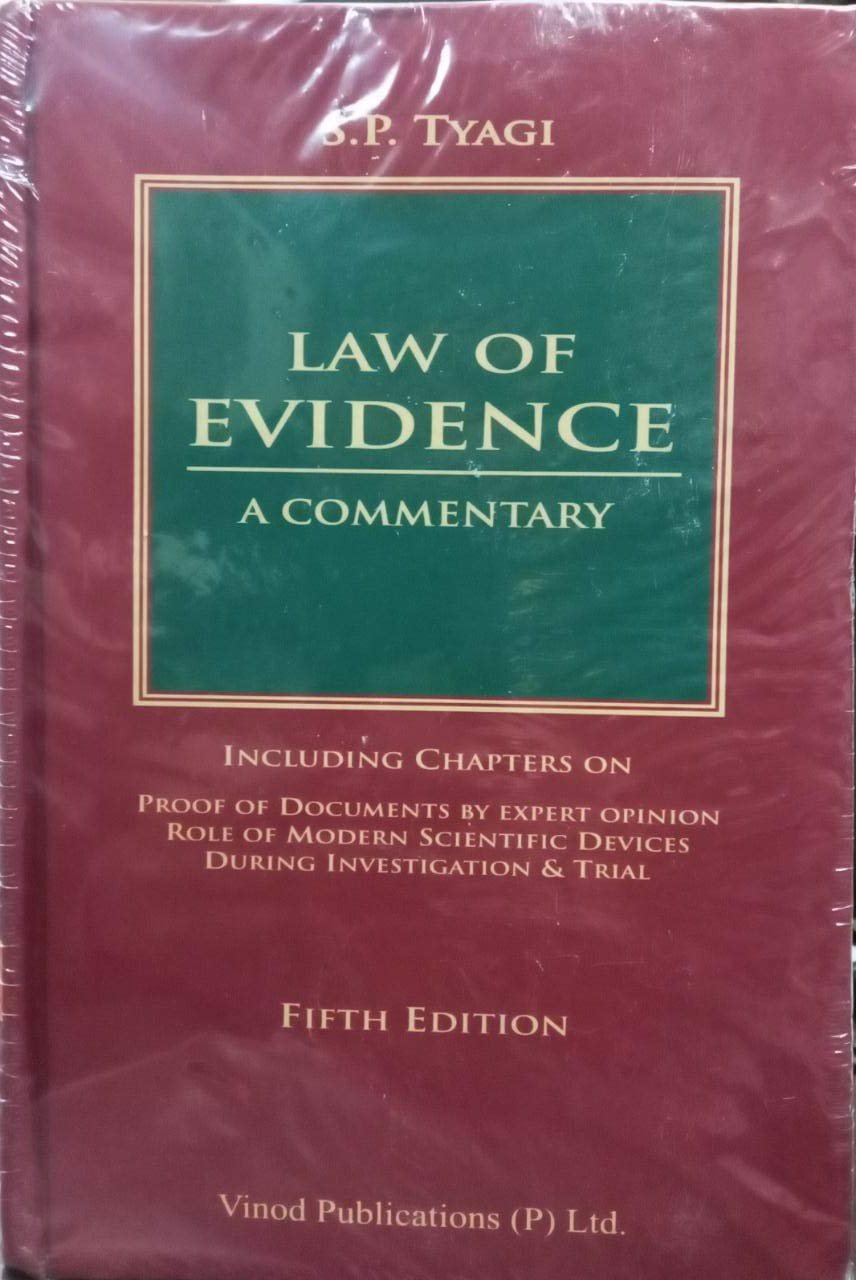 S.P. TYAGI
LAW OF
EVIDENCE
A COMMENTARY
INCLUDING CHAPTERS ON
PROOF OF DOCUMENTS BY EXPERT OPINION
ROLE OF MODERN SCIENTIFIC DEVICES
DURING INVESTIGATION & TRIAL
FIFTH EDITION
Vinod Publications (P) Ltd.